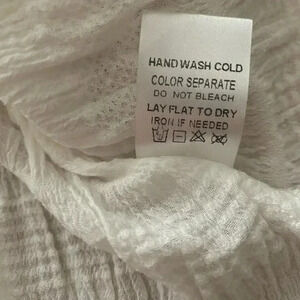 HAND WASH COLD
COLOR SEPARATE
DO NOT BLEACH
LAY FLAT TO DRY
IRON IF NEEDED